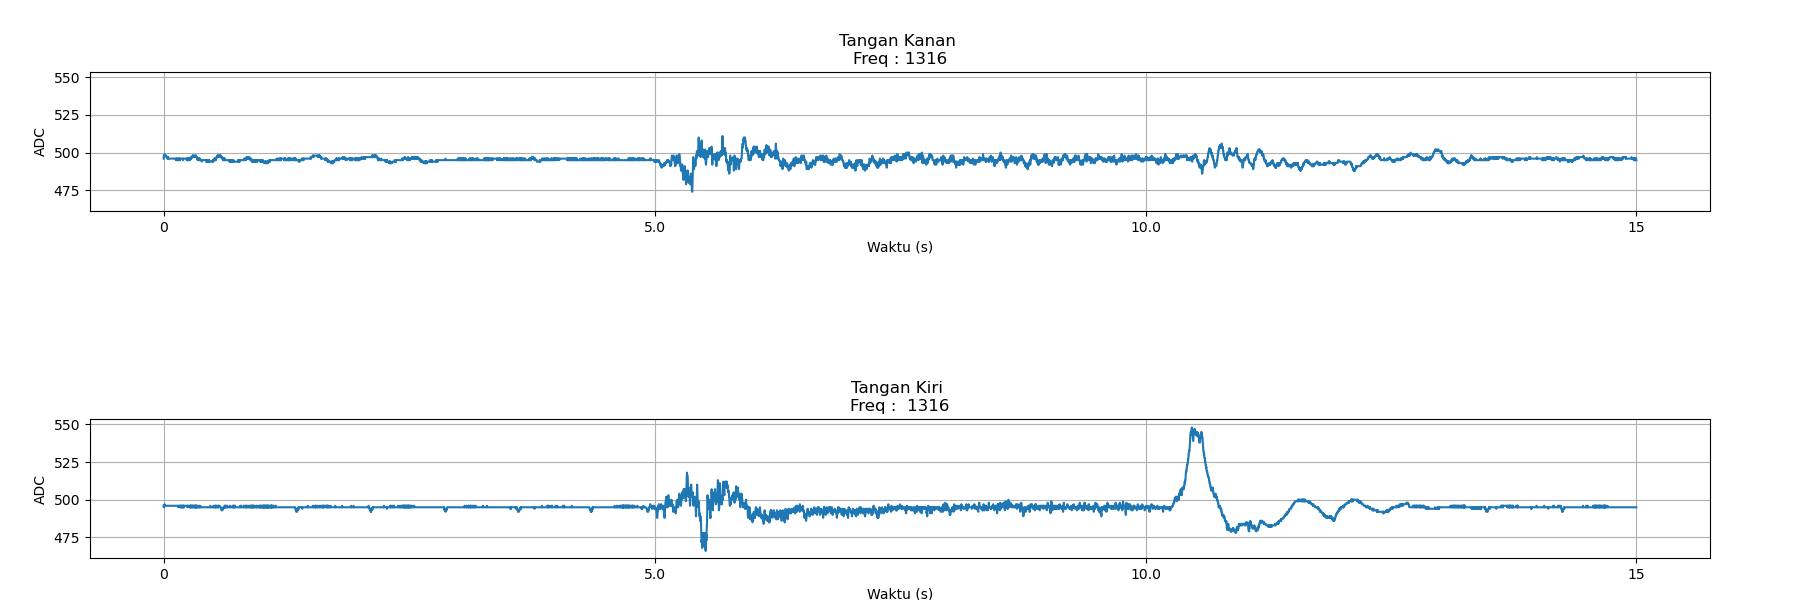 Tangan Kanan
Freq : 1316
550
525
500
475
ADC
0 5.0 10.0 15
Waktu (s)
Tangan Kiri
Freq :  1316
550
525
500
475
ADC
0 5.0 10.0 15
Waktu (s)